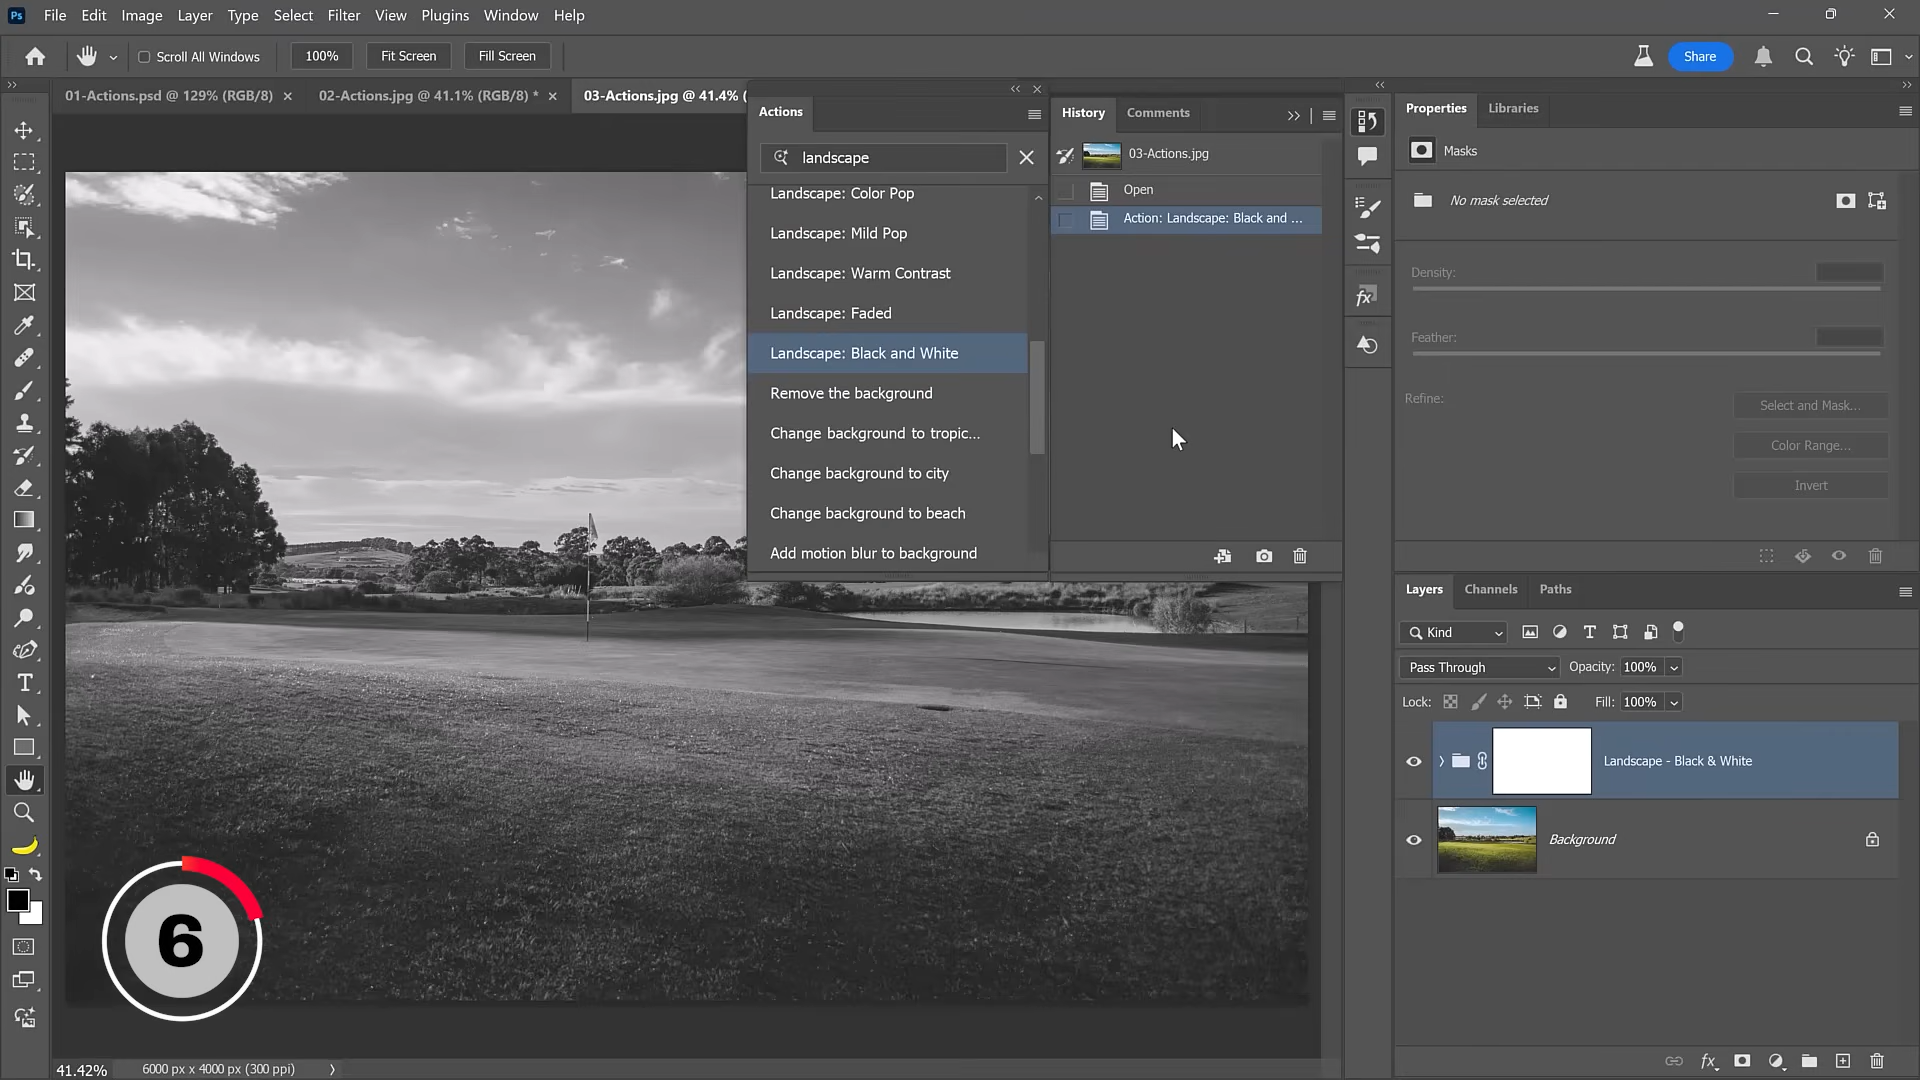 Ps File Edit Image Layer Type Select Filter View Plugins Window Help
Scroll All Windows 100% Fit Screen Fill Screen Share
01-Actions.psd @ 129% (RGB/8) 02-Actions.jpg @ 41.1% (RGB/8) * 03-Actions.jpg @ 41.4% (
Actions
landscape
Landscape: Color Pop
Landscape: Mild Pop
Landscape: Warm Contrast
Landscape: Faded
Landscape: Black and White
Remove the background
Change background to tropic...
Change background to city
Change background to beach
Add motion blur to background
History Comments
03-Actions.jpg
Open
Action: Landscape: Black and ...
Properties Libraries
Masks
No mask selected
Density:
Feather:
Refine:
Select and Mask...
Color Range...
Invert
Layers Channels Paths
Kind
Pass Through Opacity: 100%
Lock: Fill: 100%
Landscape - Black & White
Background
6
41.42% 6000 px x 4000 px (300 ppi)